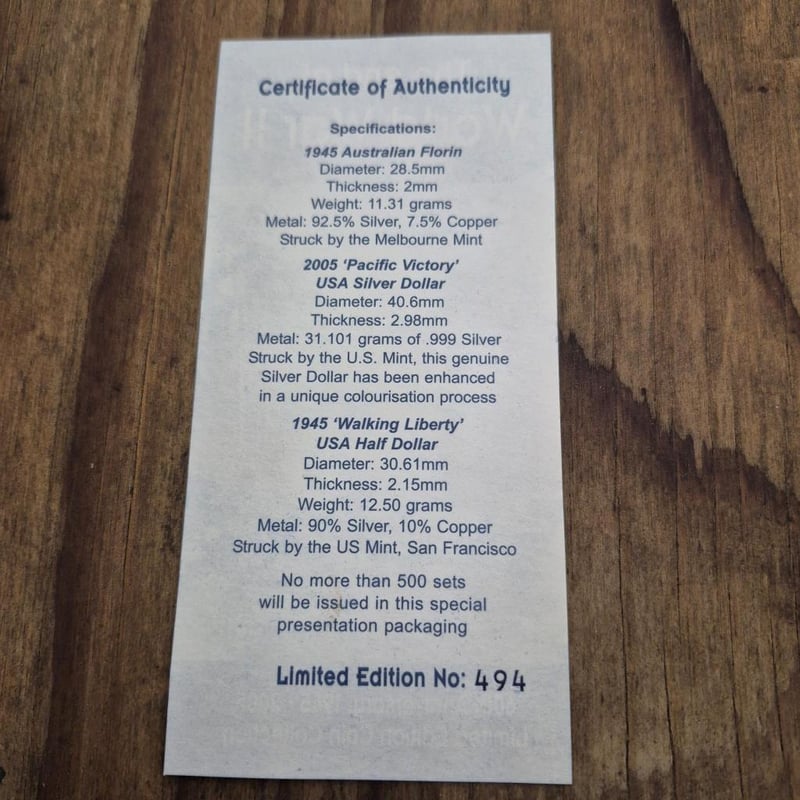 Certificate of Authenticity
Specifications:
1945 Australian Florin
Diameter: 28.5mm
Thickness: 2mm
Weight: 11.31 grams
Metal: 92.5% Silver, 7.5% Copper
Struck by the Melbourne Mint
2005 ‘Pacific Victory’
USA Silver Dollar
Diameter: 40.6mm
Thickness: 2.98mm
Metal: 31.101 grams of .999 Silver
Struck by the U.S. Mint, this genuine
Silver Dollar has been enhanced
in a unique colourisation process
1945 ‘Walking Liberty’
USA Half Dollar
Diameter: 30.61mm
Thickness: 2.15mm
Weight: 12.50 grams
Metal: 90% Silver, 10% Copper
Struck by the US Mint, San Francisco
No more than 500 sets
will be issued in this special
presentation packaging
Limited Edition No: 494